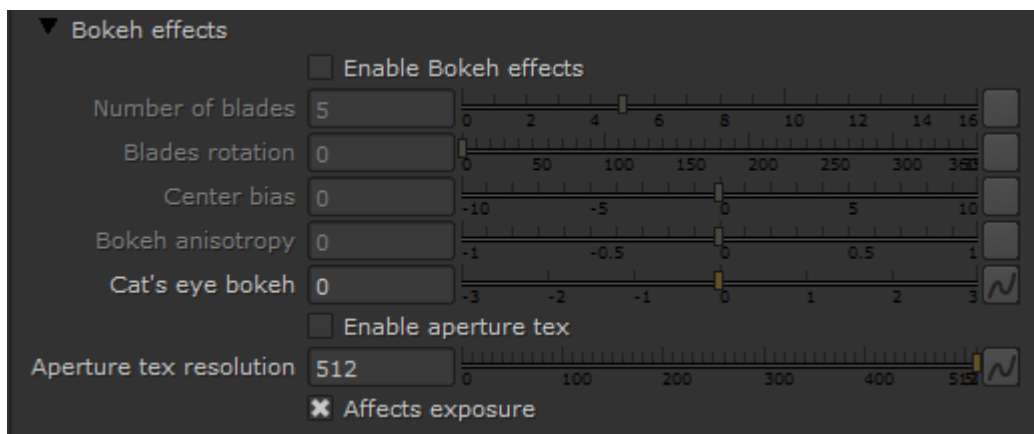 Bokeh effects
Enable Bokeh effects
Number of blades 5 0 2 4 6 8 10 12 14 16
Blades rotation 0 0 50 100 150 200 250 300
Center bias 0 -10 -5 0 5 10
Bokeh anisotropy 0 -1 -0.5 0 0.5 1
Cat's eye bokeh 0 -3 -2 -1 0 1 2 3
Enable aperture tex
Aperture tex resolution 512 0 100 200 300 400
Affects exposure